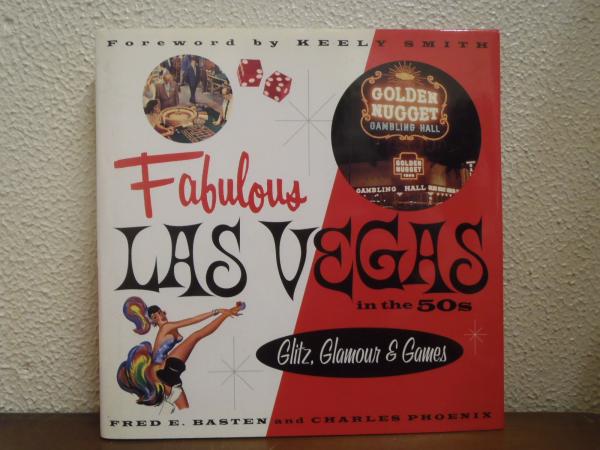 Foreword by KEELY SMITH
GOLDEN
NUGGET
GAMBLING HALL
GOLDEN
NUGGET
GAMBLING HALL
Fabulous
LAS VEGAS
in the 50s
Glitz, Glamour & Games
FRED E. BASTEN and CHARLES PHOENIX